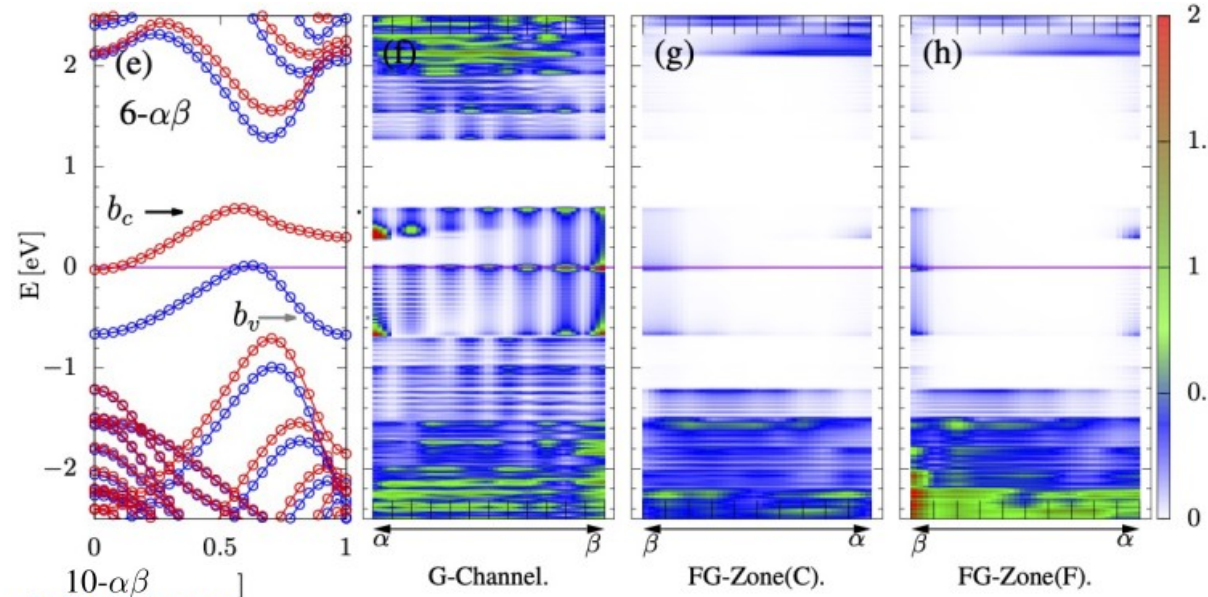 (e)
6-αβ
b_c
b_v
E [eV]
2
1
0
−1
−2
0
0.5
1
10-αβ
]
(f)
α
β
G-Channel.
(g)
β
α
FG-Zone(C).
(h)
β
α
FG-Zone(F).
2
1.
1
0.
0